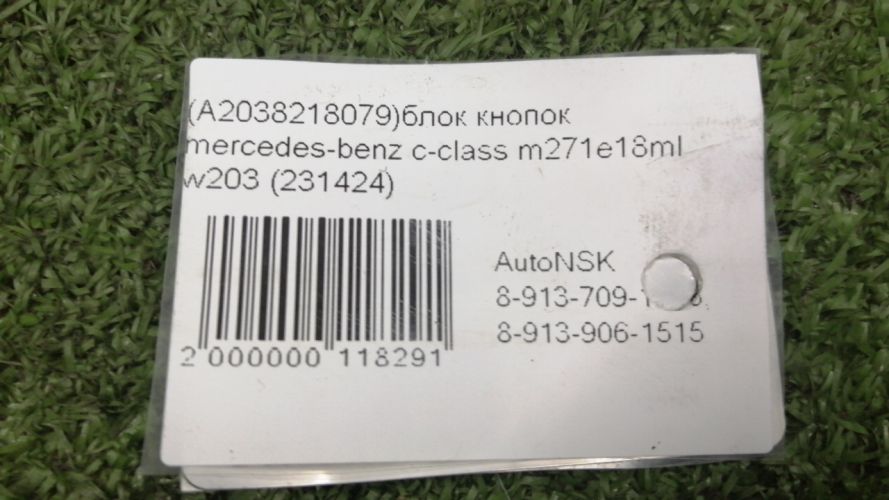 (A2038218079)блок кнопок
mercedes-benz c-class m271e18ml
w203 (231424)
AutoNSK
8-913-906-1515
2 000000 118291